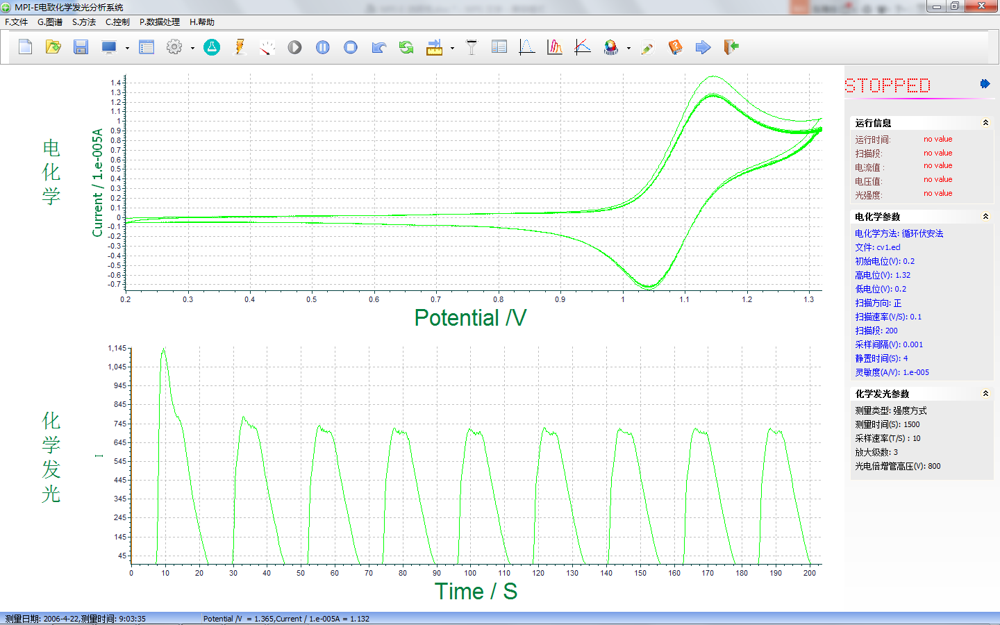 MPI-E电致化学发光分析系统
F.文件 G.图谱 S.方法 C.控制 P.数据处理 H.帮助
电化学
Current / 1.e-005A
1.4
1.3
1.2
1.1
1
0.9
0.8
0.7
0.6
0.5
0.4
0.3
0.2
0.1
0
-0.1
-0.2
-0.3
-0.4
-0.5
-0.6
-0.7
0.2 0.3 0.4 0.5 0.6 0.7 0.8 0.9 1 1.1 1.2 1.3
Potential /V
化学发光
I
1,145
1,045
945
845
745
645
545
445
345
245
145
45
0 10 20 30 40 50 60 70 80 90 100 110 120 130 140 150 160 170 180 190 200
Time / S
STOPPED
运行信息
运行时间: no value
扫描段: no value
电流值 : no value
电压值: no value
光强度: no value
电化学参数
电化学方法: 循环伏安法
文件: cv1.ecl
初始电位(V): 0.2
高电位(V): 1.32
低电位(V): 0.2
扫描方向: 正
扫描速率(V/S): 0.1
扫描段: 200
采样间隔(V): 0.001
静置时间(S): 4
灵敏度(A/V): 1.e-005
化学发光参数
测量类型: 强度方式
测量时间(S): 1500
采样速率(T/S) : 10
放大级数: 3
光电倍增管高压(V): 800
测量日期: 2006-4-22,测量时间: 9:03:35 Potential /V = 1.365,Current / 1.e-005A = 1.132